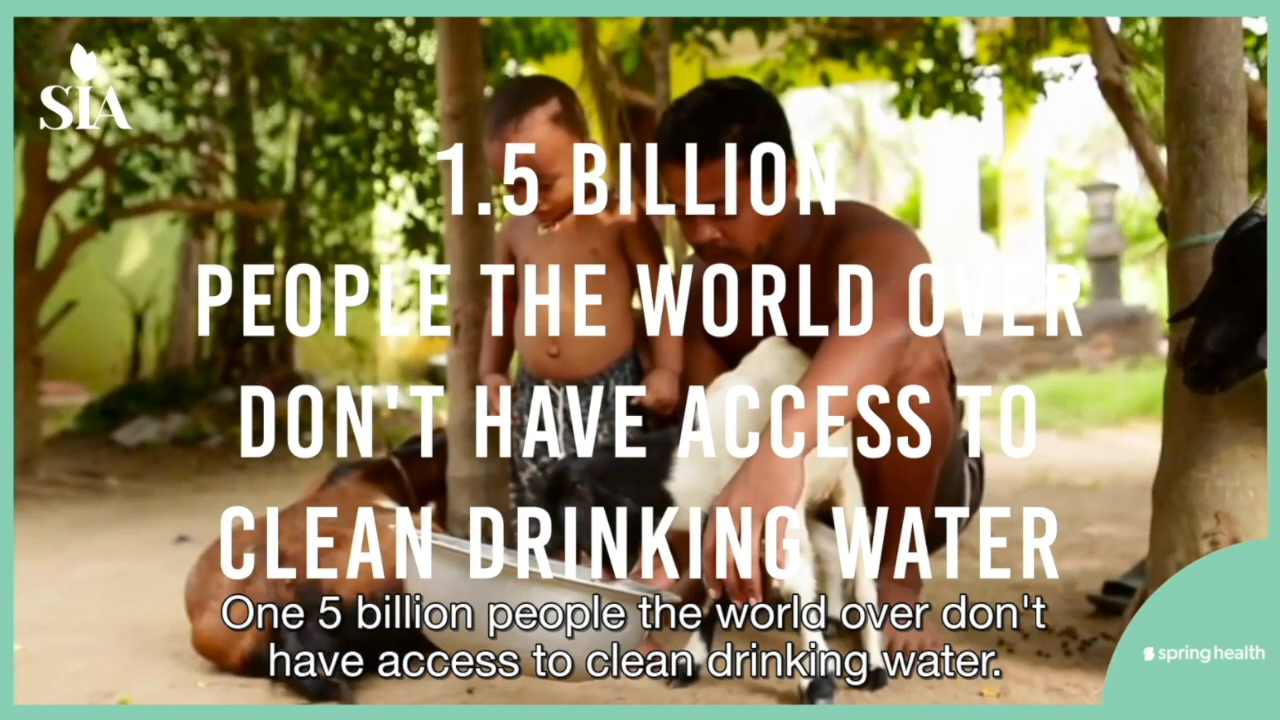 SIA
1.5 BILLION
PEOPLE THE WORLD OVER
DON'T HAVE ACCESS TO
CLEAN DRINKING WATER
One 5 billion people the world over don't
have access to clean drinking water.
spring health